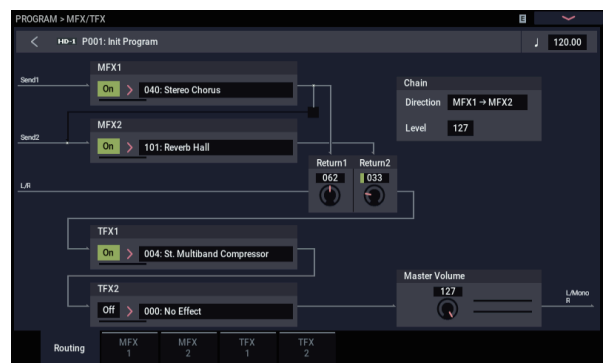 PROGRAM > MFX/TFX
E
HD-1 P001: Init Program
♩ 120.00
MFX1
Send1
On 040: Stereo Chorus
Chain
Direction MFX1 → MFX2
Level 127
MFX2
Send2
On 101: Reverb Hall
Return1 Return2
062 033
L/R
TFX1
On 004: St. Multiband Compressor
TFX2
Off 000: No Effect
Master Volume
127
L/Mono
R
Routing
MFX
1
MFX
2
TFX
1
TFX
2